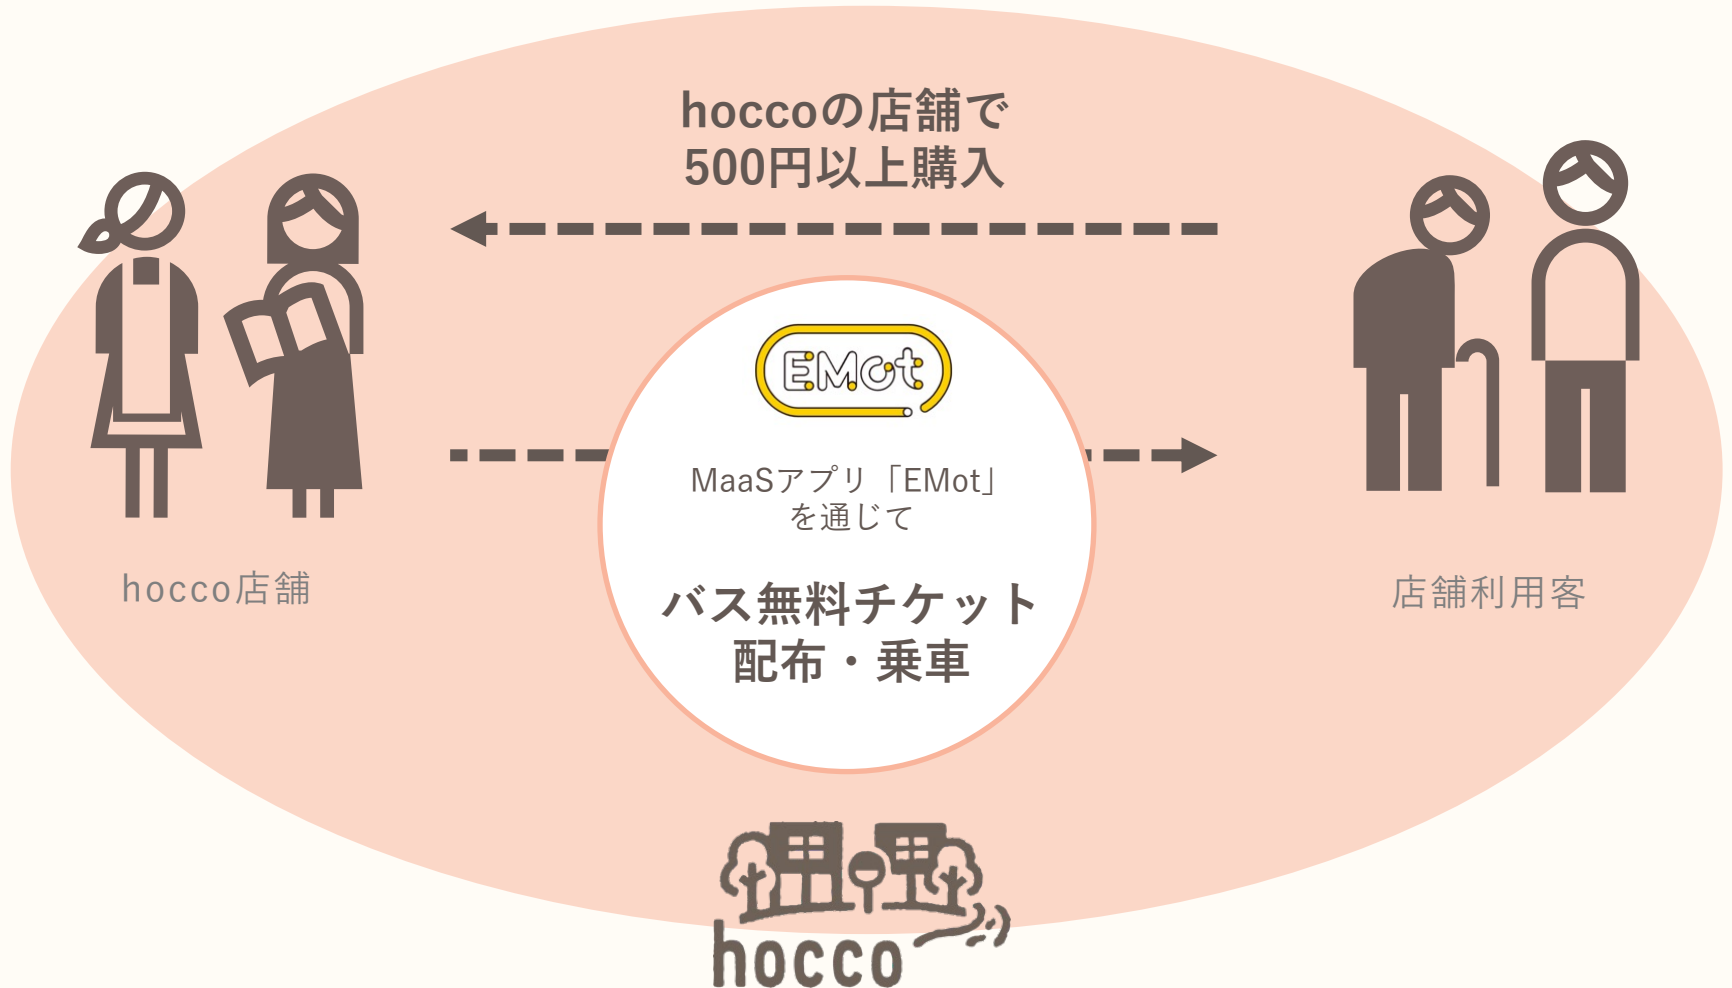 hoccoの店舗で
500円以上購入
EMot
MaaSアプリ「EMot」
を通じて
バス無料チケット
配布・乗車
hocco店舗
店舗利用客
hocco